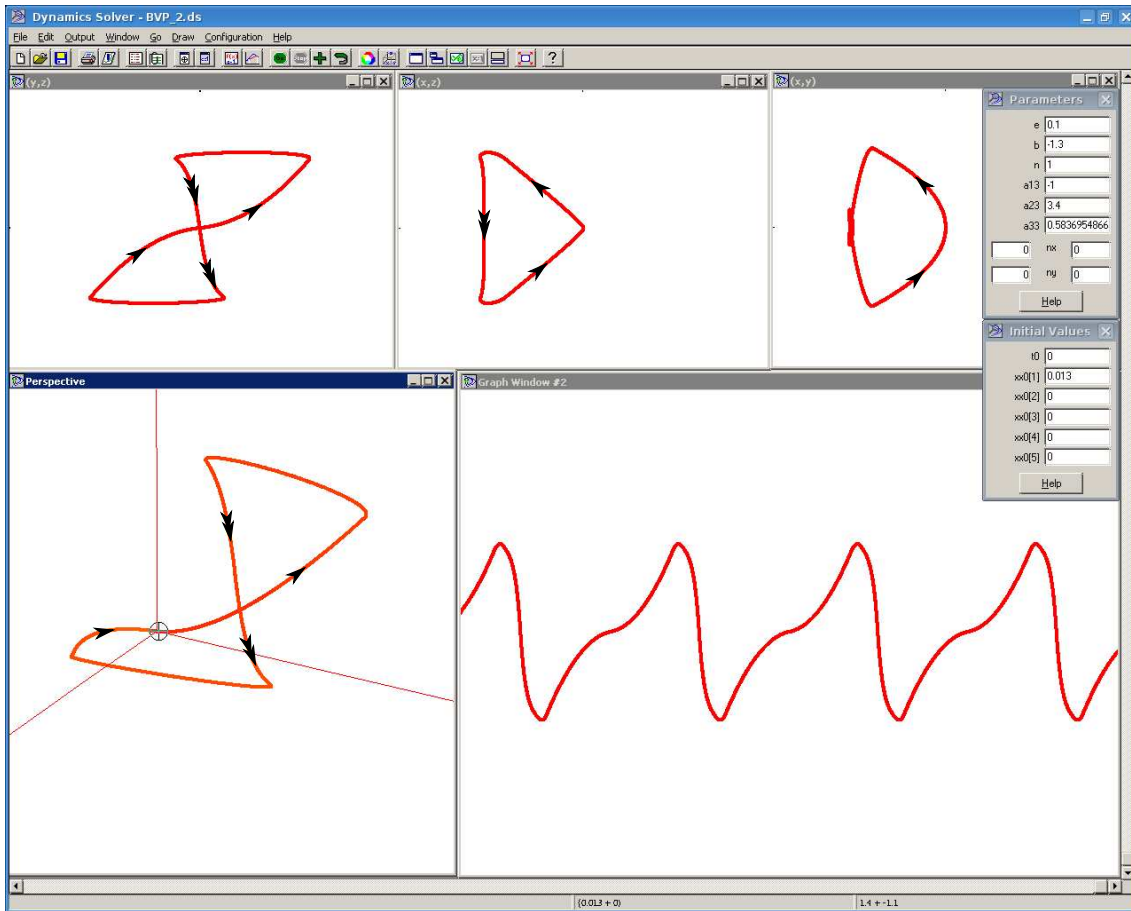 Dynamics Solver - BVP_2.ds
File Edit Output Window Go Draw Configuration Help
(y,z)
(x,z)
(x,y)
Parameters
e 0.1
b -1.3
n 1
a13 -1
a23 3.4
a33 0.5836954866
0 nx 0
0 ny 0
Help
Initial Values
t0 0
xx0[1] 0.013
xx0[2] 0
xx0[3] 0
xx0[4] 0
xx0[5] 0
Help
Perspective
Graph Window #2
(0.013 + 0)
1.4 + -1.1